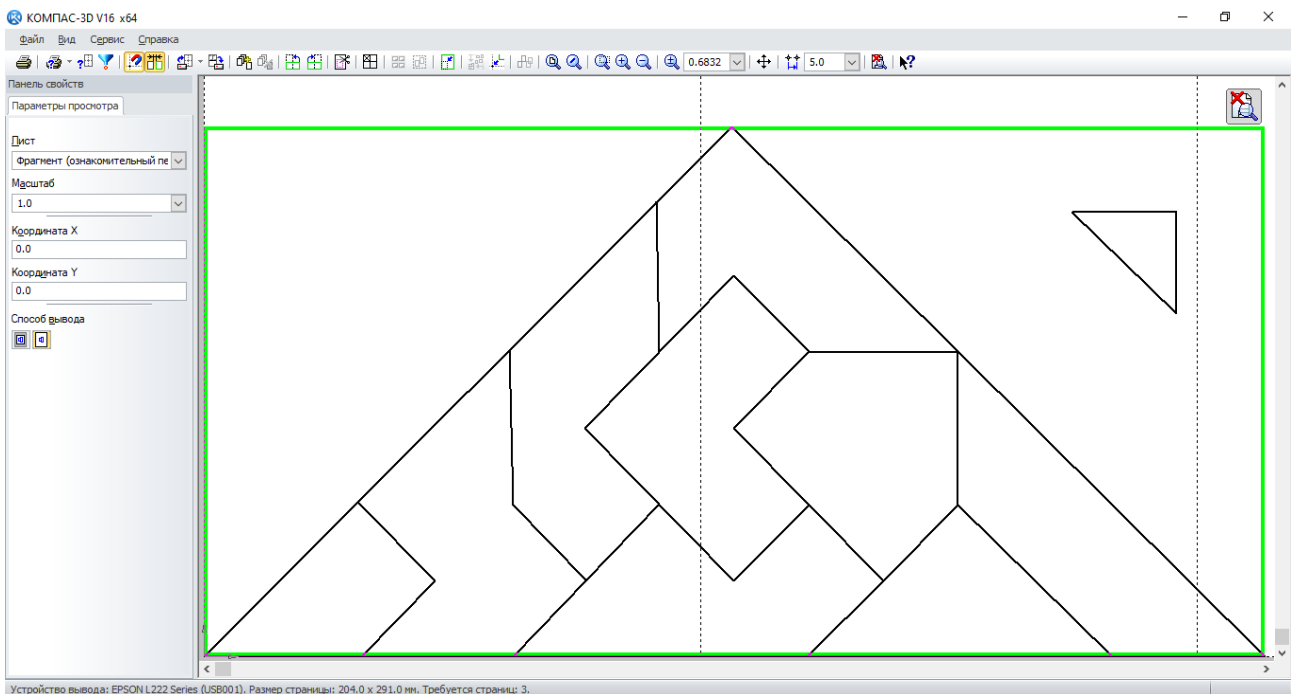 КОМПАС-3D V16 x64
Файл Вид Сервис Справка
0.6832 5.0
Панель свойств
Параметры просмотра
Лист
Фрагмент (ознакомительный пе
Масштаб
1.0
Координата X
0.0
Координата Y
0.0
Способ вывода
Устройство вывода: EPSON L222 Series (USB001). Размер страницы: 204.0 x 291.0 мм. Требуется страниц: 3.